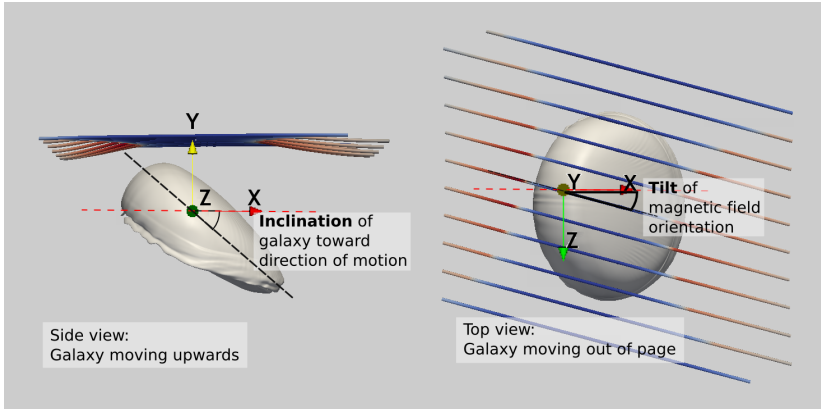 Y
Z
X
Inclination of
galaxy toward
direction of motion
Side view:
Galaxy moving upwards
Y
X
Z
Tilt of
magnetic field
orientation
Top view:
Galaxy moving out of page